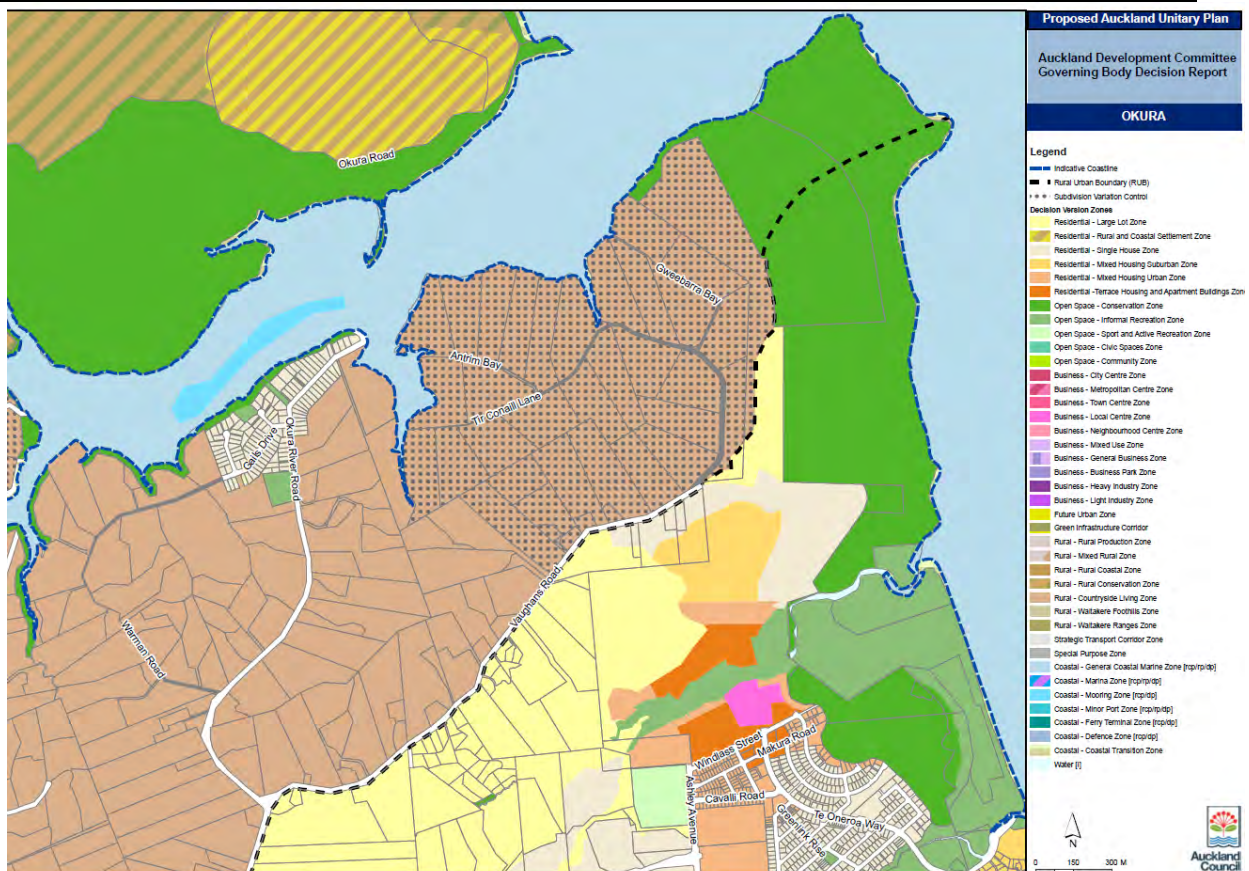 Proposed Auckland Unitary Plan
Auckland Development Committee
Governing Body Decision Report
OKURA
Legend
Indicative Coastline
Rural Urban Boundary (RUB)
Subdivision Variation Control
Decision Version Zones
Residential - Large Lot Zone
Residential - Rural and Coastal Settlement Zone
Residential - Single House Zone
Residential - Mixed Housing Suburban Zone
Residential - Mixed Housing Urban Zone
Residential -Terrace Housing and Apartment Buildings Zone
Open Space - Conservation Zone
Open Space - Informal Recreation Zone
Open Space - Sport and Active Recreation Zone
Open Space - Civic Spaces Zone
Open Space - Community Zone
Business - City Centre Zone
Business - Metropolitan Centre Zone
Business - Town Centre Zone
Business - Local Centre Zone
Business - Neighbourhood Centre Zone
Business - Mixed Use Zone
Business - General Business Zone
Business - Business Park Zone
Business - Heavy Industry Zone
Business - Light Industry Zone
Future Urban Zone
Green Infrastructure Corridor
Rural - Rural Production Zone
Rural - Mixed Rural Zone
Rural - Rural Coastal Zone
Rural - Rural Conservation Zone
Rural - Countryside Living Zone
Rural - Waitakere Foothills Zone
Rural - Waitakere Ranges Zone
Strategic Transport Corridor Zone
Special Purpose Zone
Coastal - General Coastal Marine Zone [rcp/rp/dp]
Coastal - Marina Zone [rcp/rp/dp]
Coastal - Mooring Zone [rcp/dp]
Coastal - Minor Port Zone [rcp/rp/dp]
Coastal - Ferry Terminal Zone [rcp/dp]
Coastal - Defence Zone [rcp/dp]
Coastal - Coastal Transition Zone
Water [i]
N
0 150 300 M
Auckland
Council
Okura Road
Gweebarra Bay
Antrim Bay
Tir Conaill Lane
Gails Drive
Okura River Road
Vaughans Road
Warman Road
Windlass Street
Makura Road
Ashley Avenue
Cavalli Road
Te Oneroa Way
Greenlink Rise